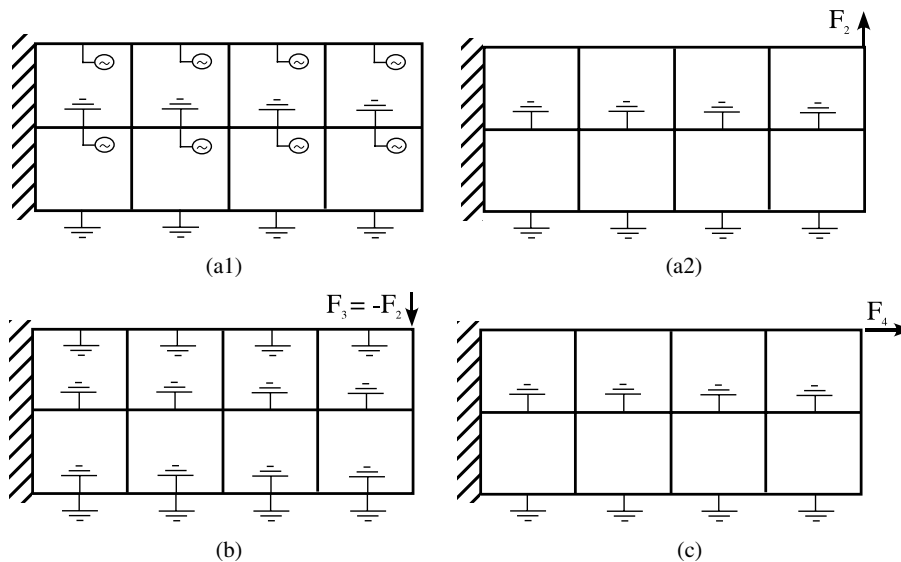 F₂
(a1)
(a2)
F₃ = -F₂
F₄
(b)
(c)